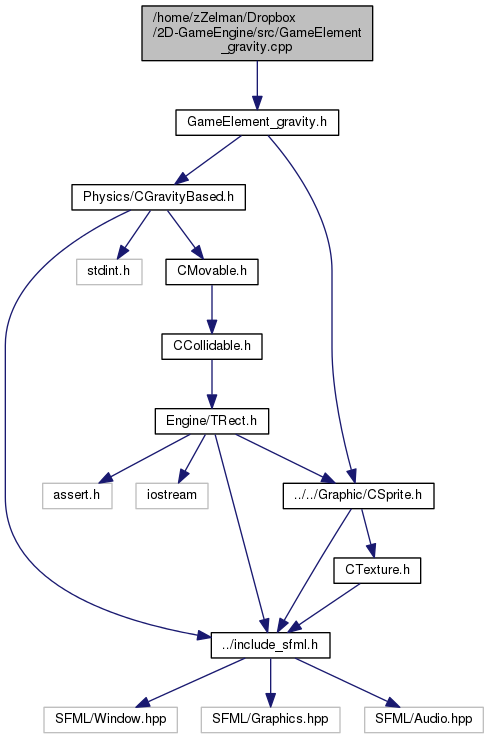 /home/zZelman/Dropbox
/2D-GameEngine/src/GameElement
_gravity.cpp
GameElement_gravity.h
Physics/CGravityBased.h
stdint.h
CMovable.h
CCollidable.h
Engine/TRect.h
assert.h
iostream
../../Graphic/CSprite.h
CTexture.h
../include_sfml.h
SFML/Window.hpp
SFML/Graphics.hpp
SFML/Audio.hpp